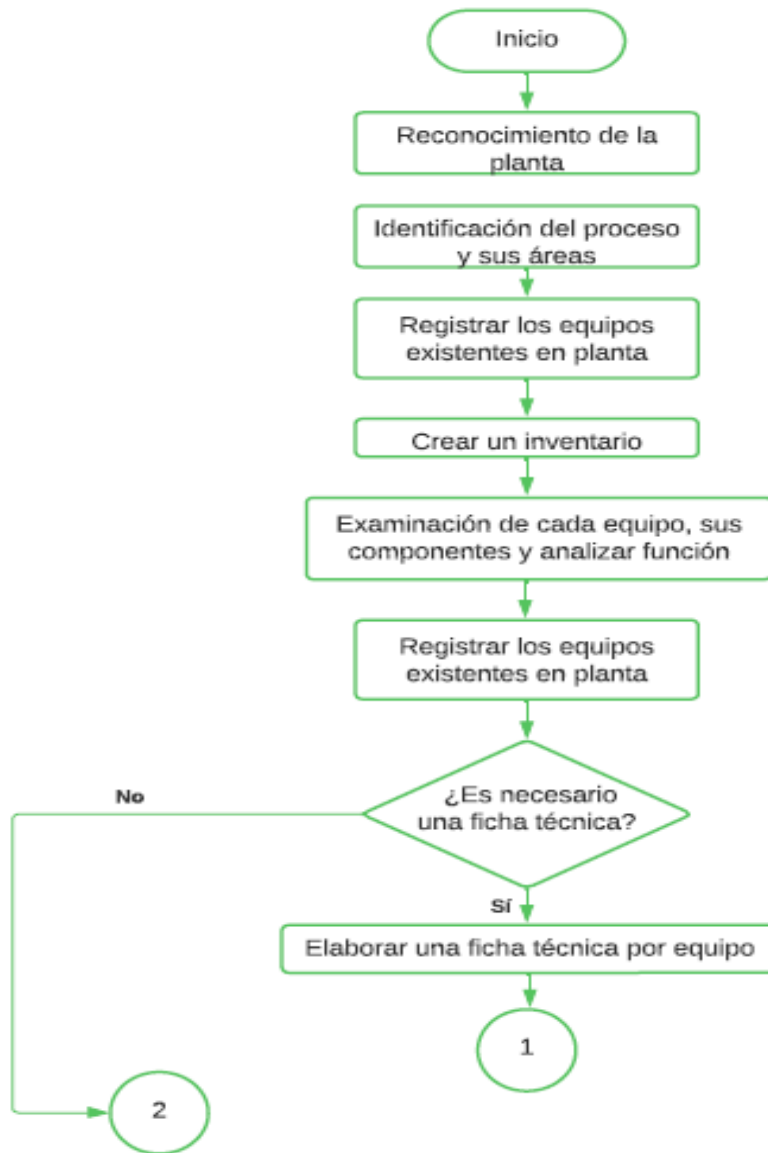 Inicio
Reconocimiento de la
planta
Identificación del proceso
y sus áreas
Registrar los equipos
existentes en planta
Crear un inventario
Examinación de cada equipo, sus
componentes y analizar función
Registrar los equipos
existentes en planta
¿Es necesario
una ficha técnica?
No
Sí
Elaborar una ficha técnica por equipo
1
2